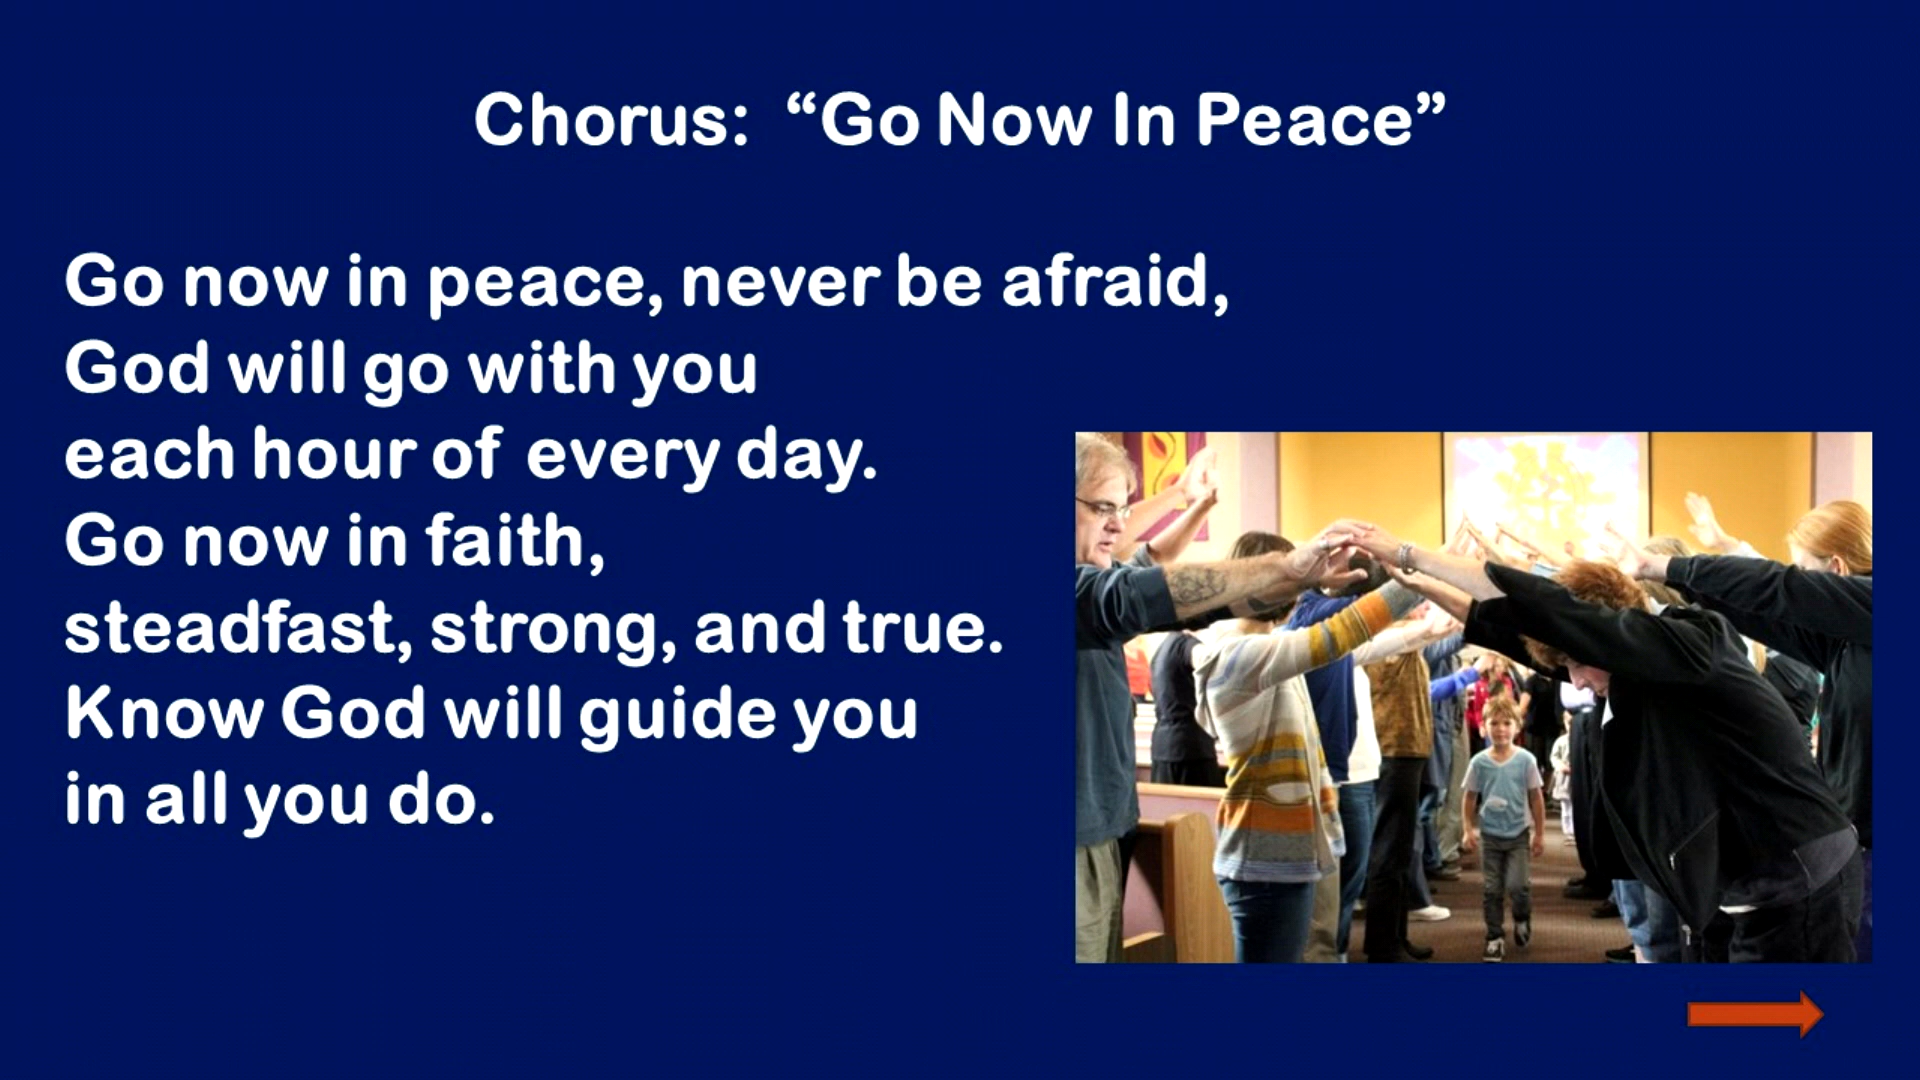 Chorus:  “Go Now In Peace”
Go now in peace, never be afraid,
God will go with you
each hour of every day.
Go now in faith,
steadfast, strong, and true.
Know God will guide you
in all you do.